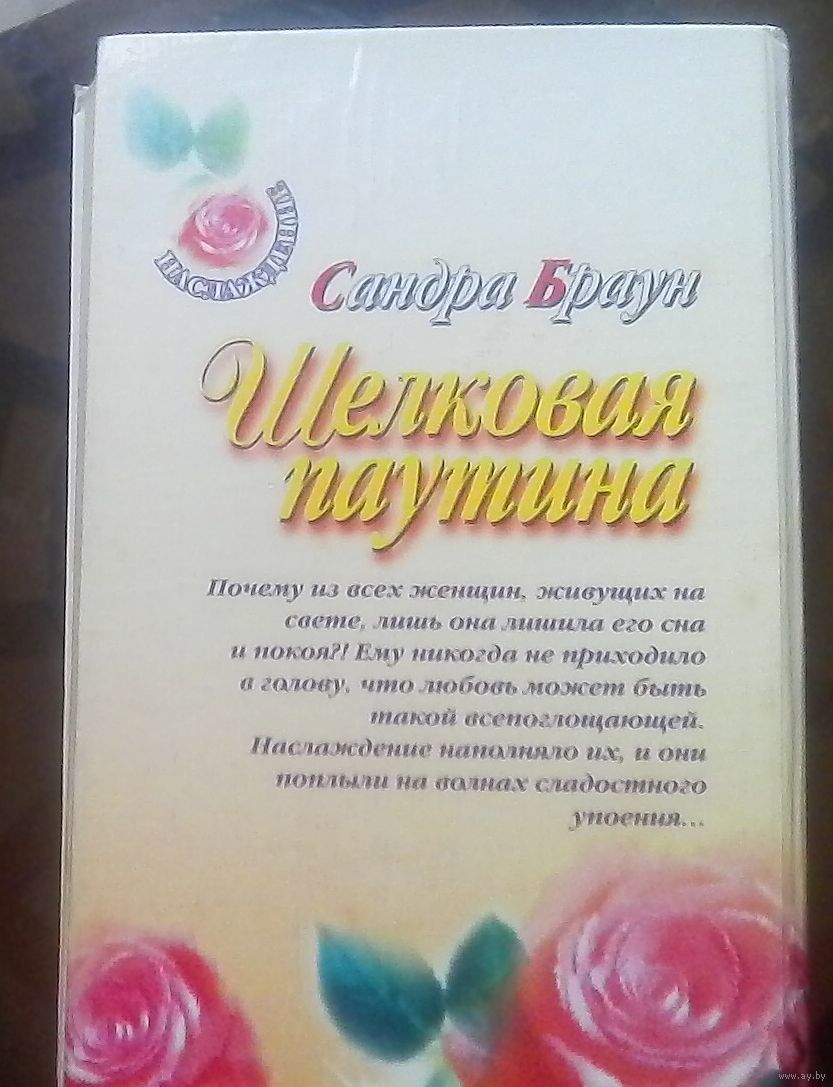 НАСЛАЖДЕНИЕ
Сандра Браун
Шелковая
паутина
Почему из всех женщин, живущих на
свете, лишь она лишила его сна
и покоя?! Ему никогда не приходило
в голову, что любовь может быть
такой всепоглощающей.
Наслаждение наполняло их, и они
поплыли на волнах сладостного
упоения...
www.ay.by